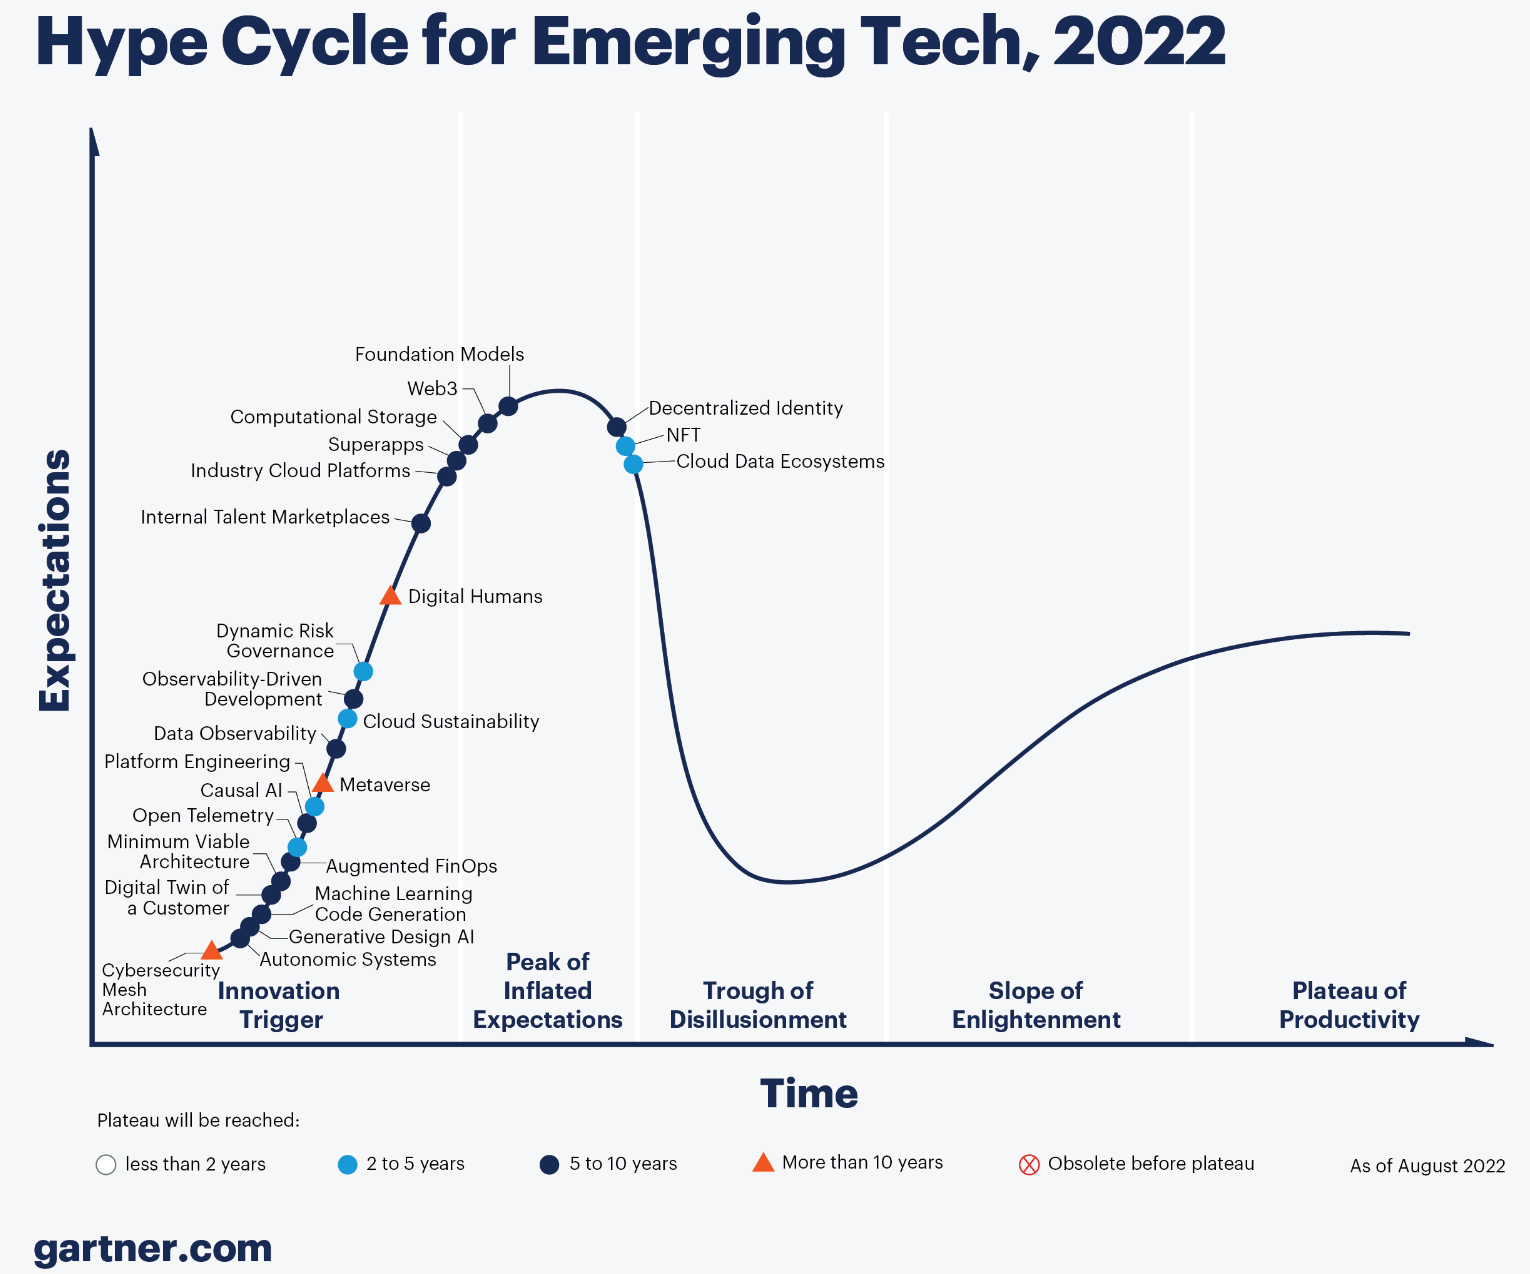 Hype Cycle for Emerging Tech, 2022
Expectations
Foundation Models
Web3
Computational Storage
Superapps
Industry Cloud Platforms
Internal Talent Marketplaces
Decentralized Identity
NFT
Cloud Data Ecosystems
Digital Humans
Dynamic Risk
Governance
Observability-Driven
Development
Cloud Sustainability
Data Observability
Platform Engineering
Metaverse
Causal AI
Open Telemetry
Minimum Viable
Architecture
Augmented FinOps
Digital Twin of
a Customer
Machine Learning
Code Generation
Generative Design AI
Autonomic Systems
Cybersecurity
Mesh
Architecture
Innovation
Trigger
Peak of
Inflated
Expectations
Trough of
Disillusionment
Slope of
Enlightenment
Plateau of
Productivity
Time
Plateau will be reached:
less than 2 years
2 to 5 years
5 to 10 years
More than 10 years
Obsolete before plateau
As of August 2022
gartner.com